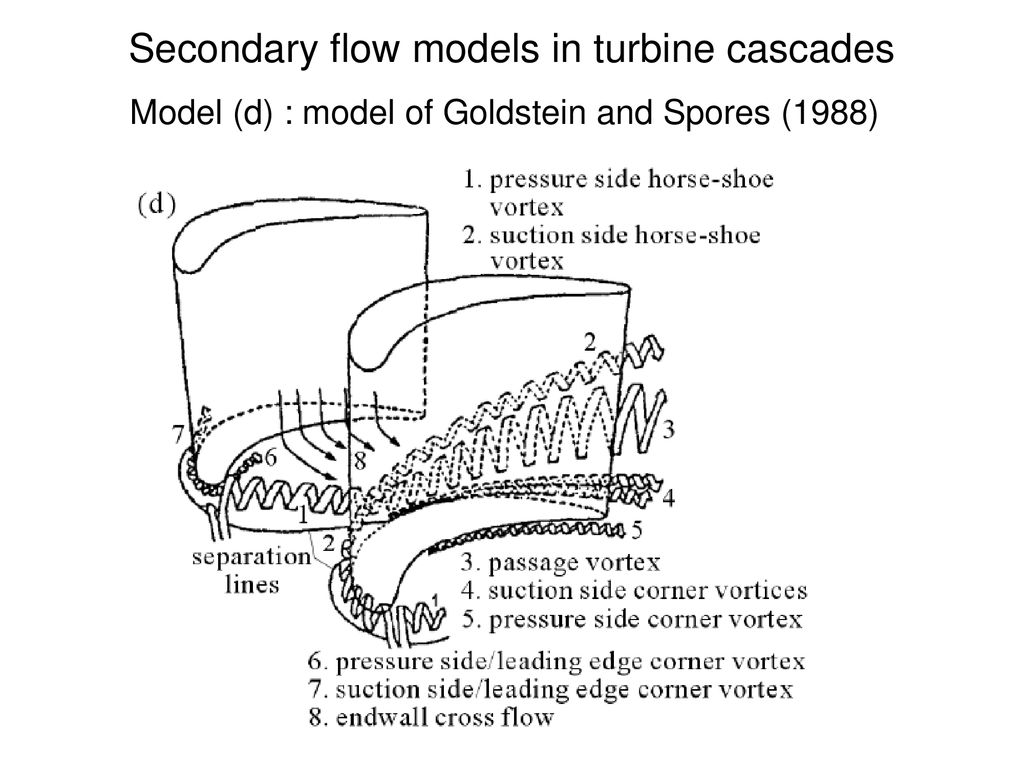 Secondary flow models in turbine cascades
Model (d) : model of Goldstein and Spores (1988)
(d)
1. pressure side horse-shoe
vortex
2. suction side horse-shoe
vortex
2
3
7
6
8
4
1
2
5
separation
lines
3. passage vortex
4. suction side corner vortices
1
5. pressure side corner vortex
6. pressure side/leading edge corner vortex
7. suction side/leading edge corner vortex
8. endwall cross flow